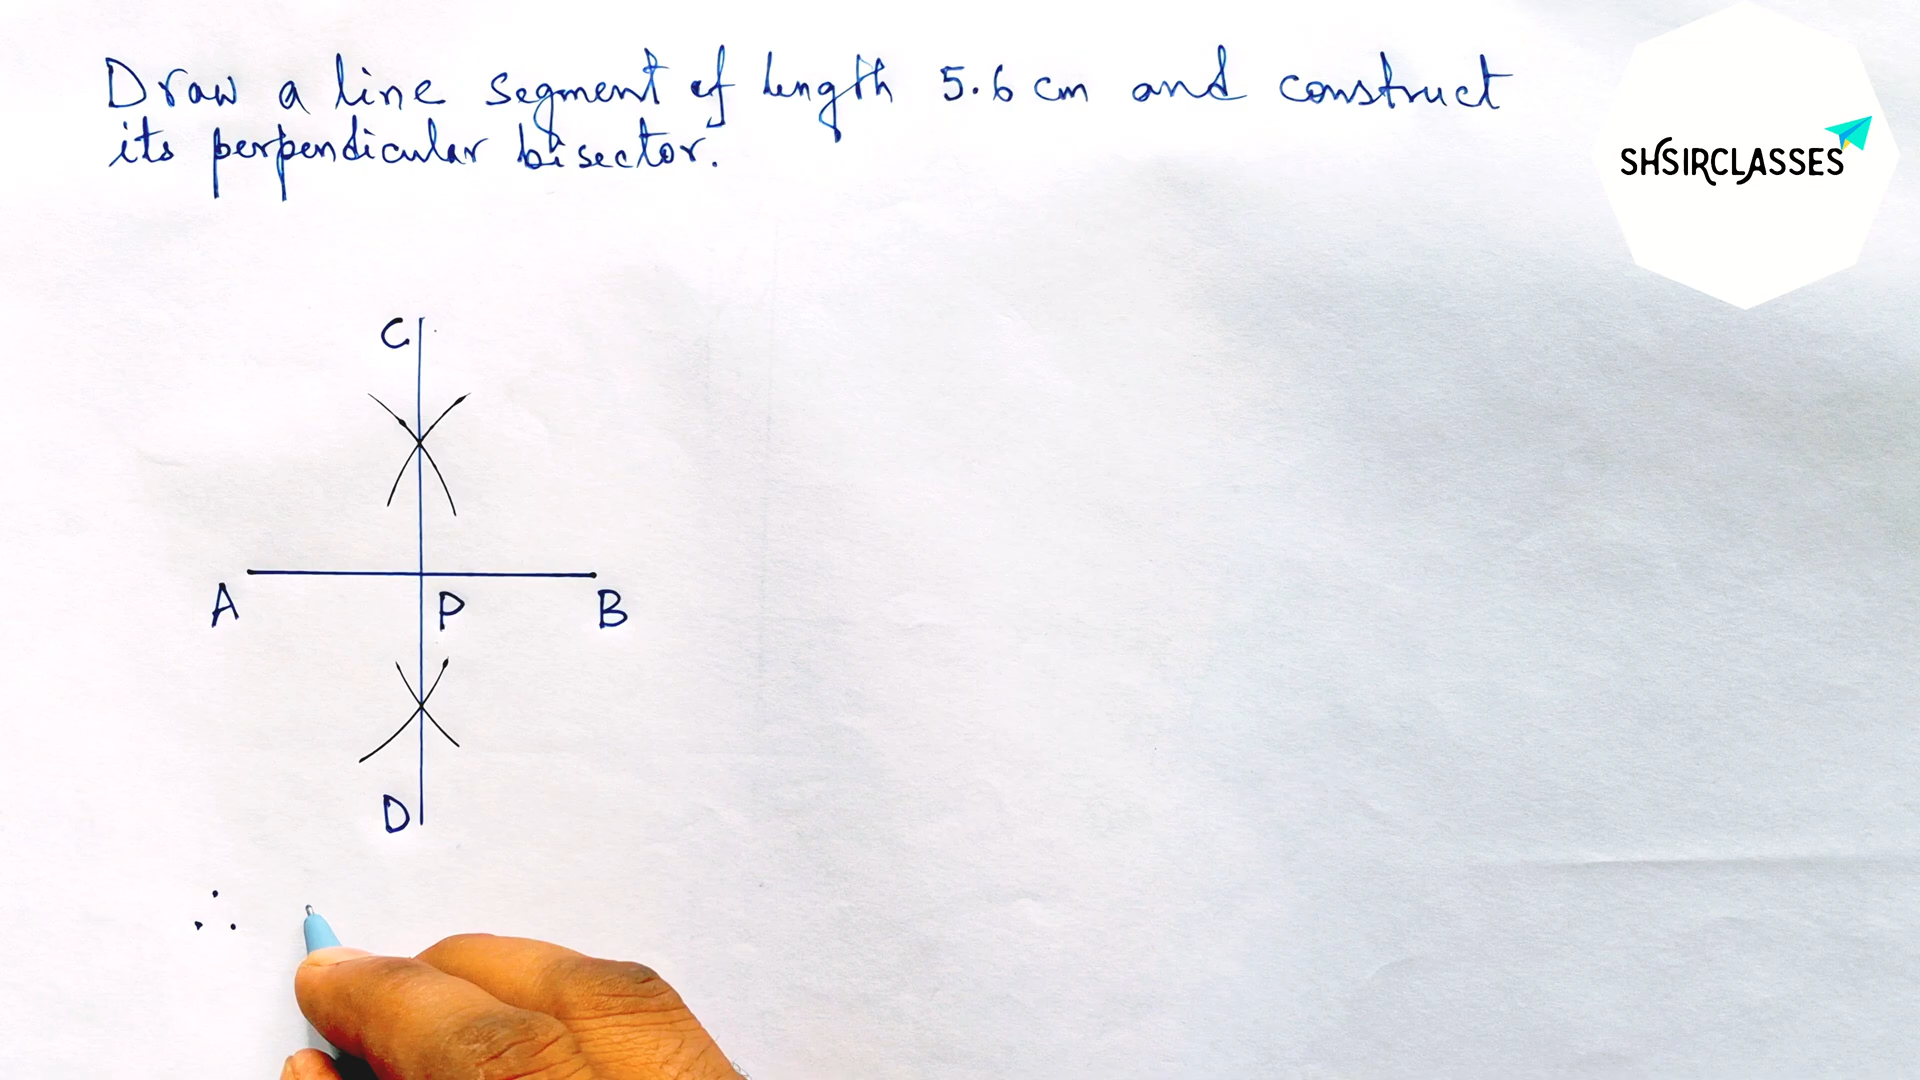 Draw a line segment of length 5.6 cm and construct
its perpendicular bisector.
SHSIRCLASSES
C
A P B
D
∴